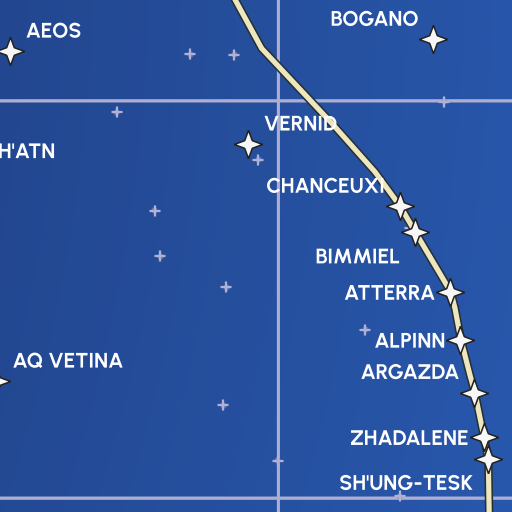 BOGANO
AEOS
VERNID
H'ATN
CHANCEUXI
BIMMIEL
ATTERRA
ALPINN
AQ VETINA
ARGAZDA
ZHADALENE
SH'UNG-TESK